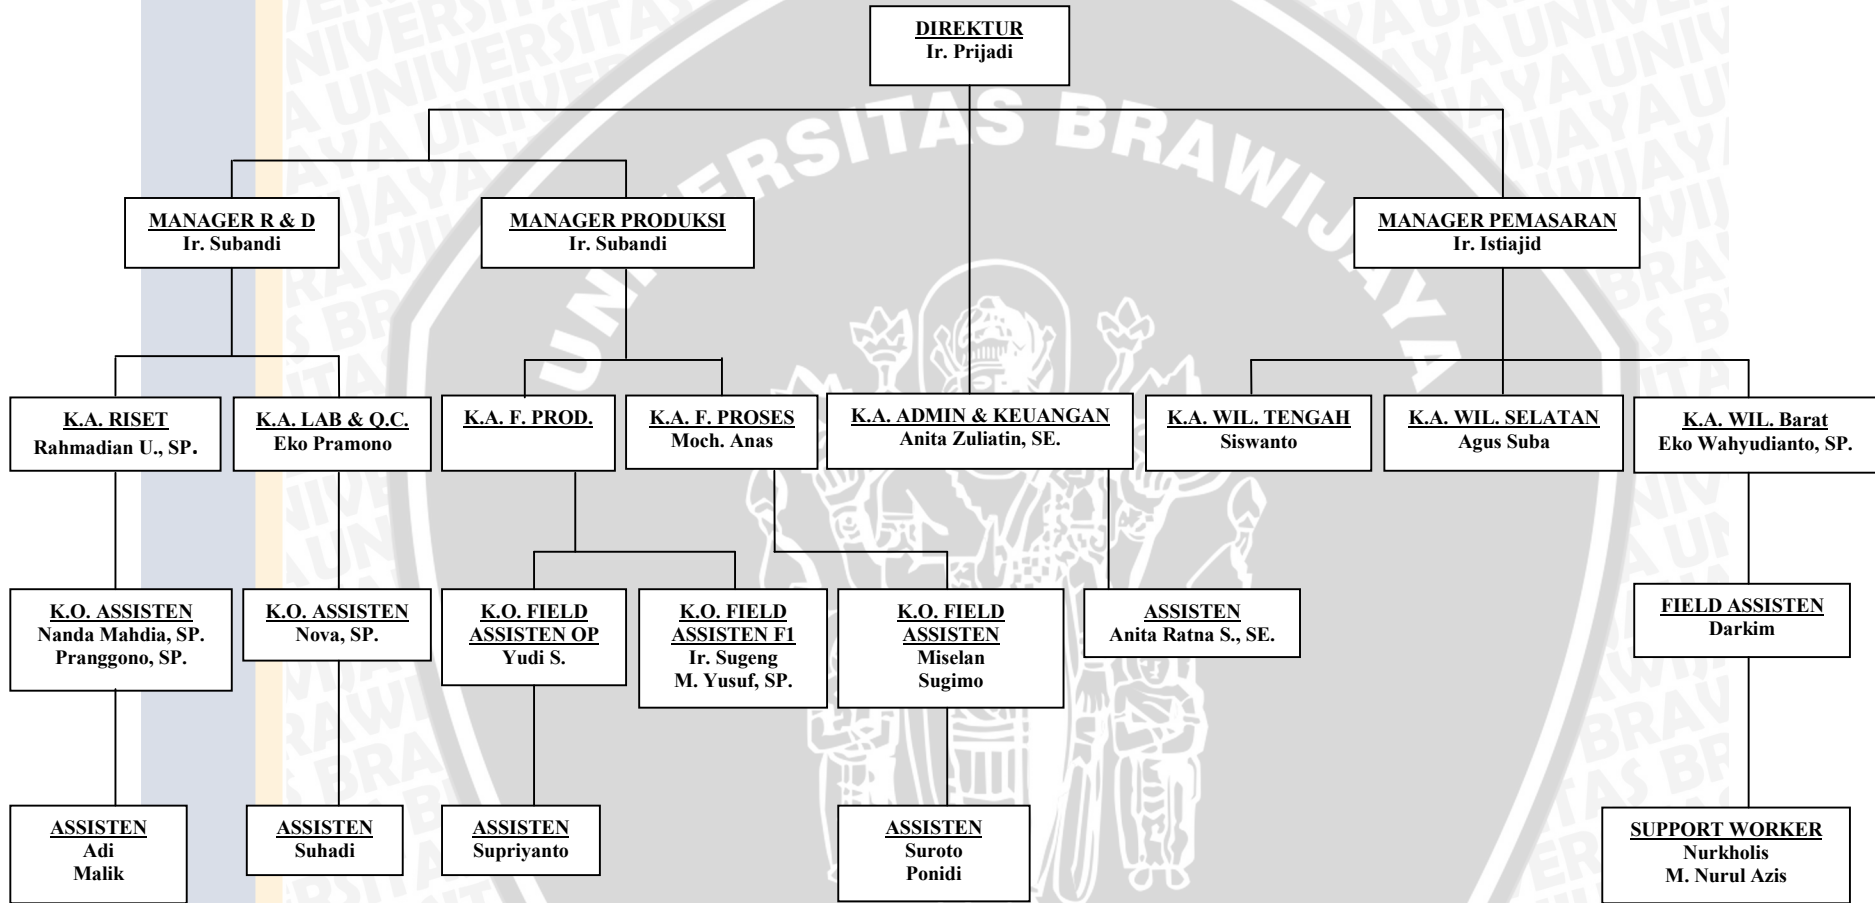 DIREKTUR
Ir. Prijadi
UNIVERSITAS BRAWIJAYA
MANAGER R & D
Ir. Subandi
MANAGER PRODUKSI
Ir. Subandi
MANAGER PEMASARAN
Ir. Istiajid
K.A. RISET
Rahmadian U., SP.
K.A. LAB & Q.C.
Eko Pramono
K.A. F. PROD.
K.A. F. PROSES
Moch. Anas
K.A. ADMIN & KEUANGAN
Anita Zuliatin, SE.
K.A. WIL. TENGAH
Siswanto
K.A. WIL. SELATAN
Agus Suba
K.A. WIL. Barat
Eko Wahyudianto, SP.
K.O. ASSISTEN
Nanda Mahdia, SP.
Pranggono, SP.
K.O. ASSISTEN
Nova, SP.
K.O. FIELD
ASSISTEN OP
Yudi S.
K.O. FIELD
ASSISTEN F1
Ir. Sugeng
M. Yusuf, SP.
K.O. FIELD
ASSISTEN
Miselan
Sugimo
ASSISTEN
Anita Ratna S., SE.
FIELD ASSISTEN
Darkim
ASSISTEN
Adi
Malik
ASSISTEN
Suhadi
ASSISTEN
Supriyanto
ASSISTEN
Suroto
Ponidi
SUPPORT WORKER
Nurkholis
M. Nurul Azis